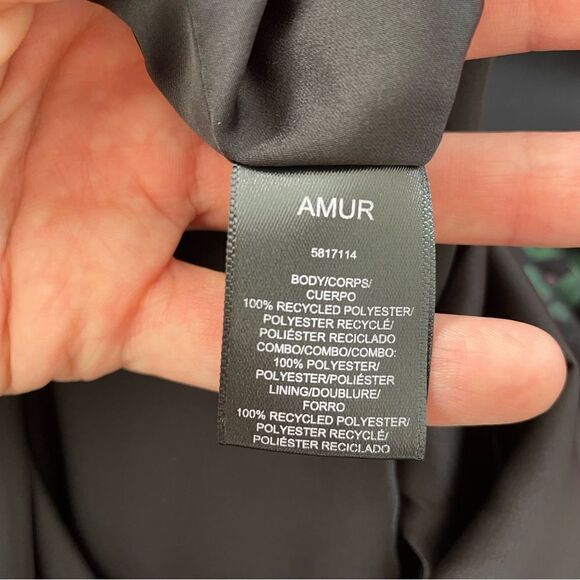 AMUR
5817114
BODY/CORPS/
CUERPO
100% RECYCLED POLYESTER/
POLYESTER RECYCLÉ/
POLIÉSTER RECICLADO
COMBO/COMBO/COMBO:
100% POLYESTER/
POLYESTER/POLIÉSTER
LINING/DOUBLURE/
FORRO
100% RECYCLED POLYESTER/
POLYESTER RECYCLÉ/
POLIÉSTER RECICLADO